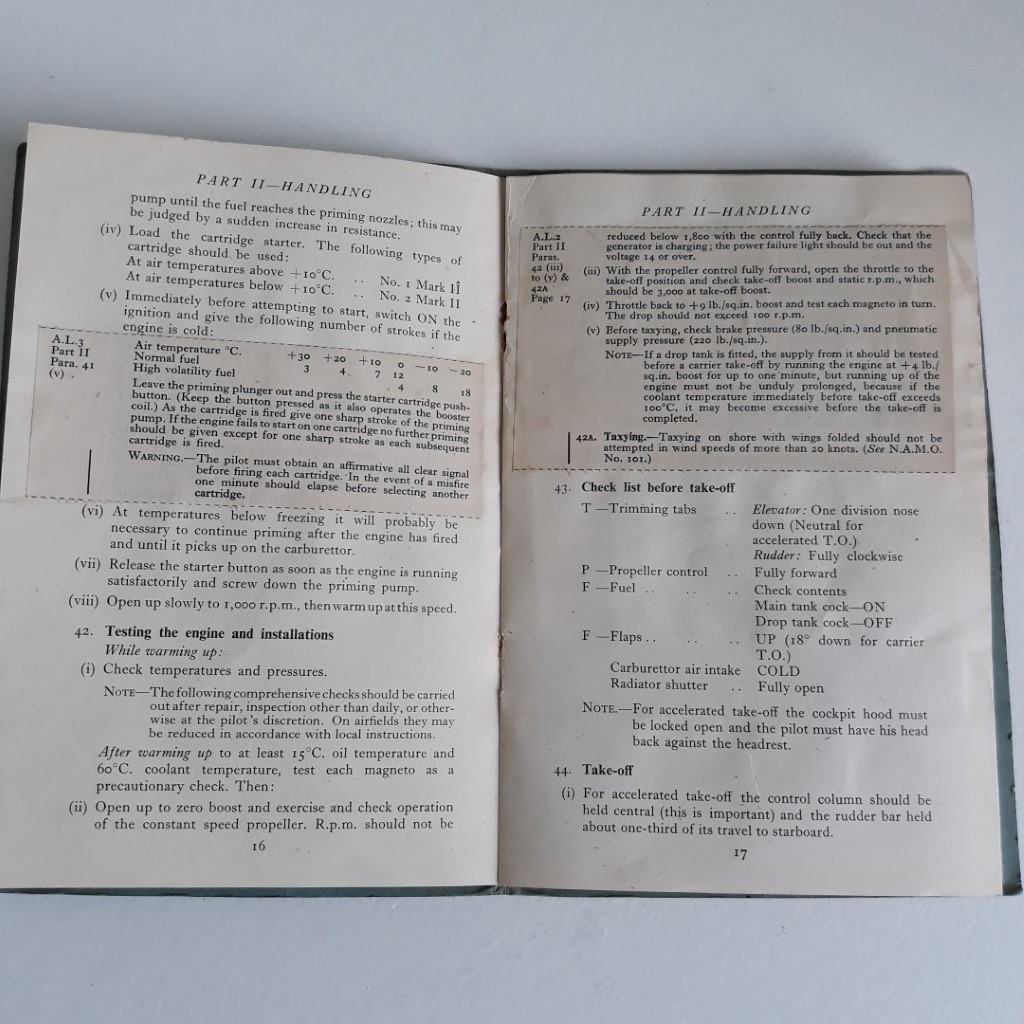 PART II—HANDLING
pump until the fuel reaches the priming nozzles; this may
be judged by a sudden increase in resistance.
(iv) Load the cartridge starter. The following types of
cartridge should be used:
At air temperatures above +10°C. .. No. 1 Mark II
At air temperatures below +10°C. .. No. 2 Mark II
(v) Immediately before attempting to start, switch ON the
ignition and give the following number of strokes if the
engine is cold:
A.L.3
Part II
Para. 41
(v)
Air temperature °C. +30 +20 +10 0 -10 -20
Normal fuel 3 4 7 12
High volatility fuel 4 8 18
Leave the priming plunger out and press the starter cartridge push-
button. (Keep the button pressed as it also operates the booster
coil.) As the cartridge is fired give one sharp stroke of the priming
pump. If the engine fails to start on one cartridge no further priming
should be given except for one sharp stroke as each subsequent
cartridge is fired.
WARNING.—The pilot must obtain an affirmative all clear signal
before firing each cartridge. In the event of a misfire
one minute should elapse before selecting another
cartridge.
(vi) At temperatures below freezing it will probably be
necessary to continue priming after the engine has fired
and until it picks up on the carburettor.
(vii) Release the starter button as soon as the engine is running
satisfactorily and screw down the priming pump.
(viii) Open up slowly to 1,000 r.p.m., then warm up at this speed.
42. Testing the engine and installations
While warming up:
(i) Check temperatures and pressures.
NOTE—The following comprehensive checks should be carried
out after repair, inspection other than daily, or other-
wise at the pilot's discretion. On airfields they may
be reduced in accordance with local instructions.
After warming up to at least 15°C. oil temperature and
60°C. coolant temperature, test each magneto as a
precautionary check. Then:
(ii) Open up to zero boost and exercise and check operation
of the constant speed propeller. R.p.m. should not be
16
PART II—HANDLING
A.L.2
Part II
Paras.
42 (iii)
to (v) &
42A
Page 17
reduced below 1,800 with the control fully back. Check that the
generator is charging; the power failure light should be out and the
voltage 14 or over.
(iii) With the propeller control fully forward, open the throttle to the
take-off position and check take-off boost and static r.p.m., which
should be 3,000 at take-off boost.
(iv) Throttle back to +9 lb./sq.in. boost and test each magneto in turn.
The drop should not exceed 100 r.p.m.
(v) Before taxying, check brake pressure (80 lb./sq.in.) and pneumatic
supply pressure (220 lb./sq.in.).
NOTE—If a drop tank is fitted, the supply from it should be tested
before a carrier take-off by running the engine at +4 lb./
sq.in. boost for up to one minute, but running up of the
engine must not be unduly prolonged, because if the
coolant temperature immediately before take-off exceeds
100°C. it may become excessive before the take-off is
completed.
42A. Taxying.—Taxying on shore with wings folded should not be
attempted in wind speeds of more than 20 knots. (See N.A.M.O.
No. 101.)
43. Check list before take-off
T —Trimming tabs .. Elevator: One division nose
down (Neutral for
accelerated T.O.)
Rudder: Fully clockwise
P —Propeller control .. Fully forward
F —Fuel .. .. .. Check contents
Main tank cock—ON
Drop tank cock—OFF
F —Flaps .. .. .. UP (18° down for carrier
T.O.)
Carburettor air intake COLD
Radiator shutter .. Fully open
NOTE.—For accelerated take-off the cockpit hood must
be locked open and the pilot must have his head
back against the headrest.
44. Take-off
(i) For accelerated take-off the control column should be
held central (this is important) and the rudder bar held
about one-third of its travel to starboard.
17